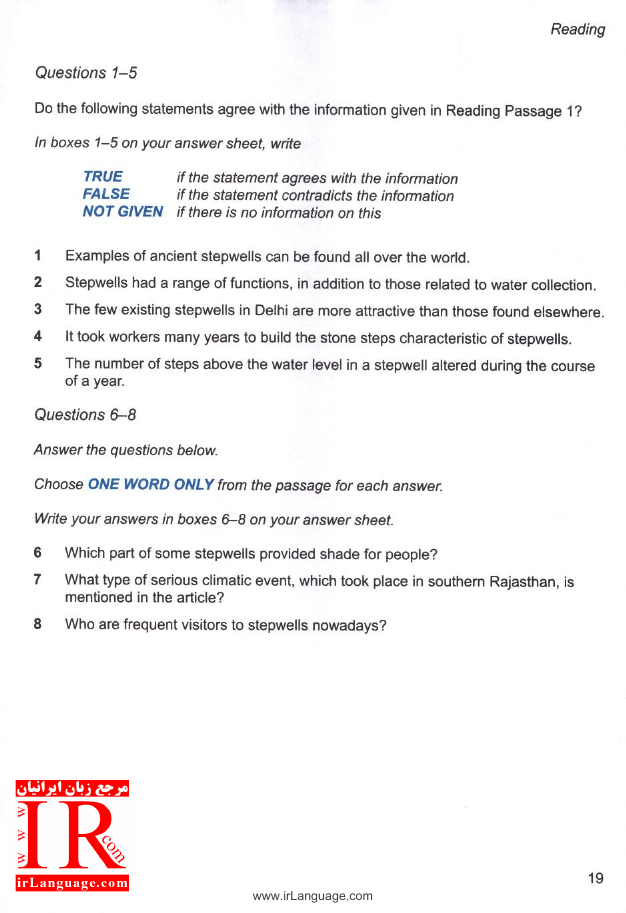 Reading
Questions 1–5
Do the following statements agree with the information given in Reading Passage 1?
In boxes 1–5 on your answer sheet, write
TRUE if the statement agrees with the information
FALSE if the statement contradicts the information
NOT GIVEN if there is no information on this
1 Examples of ancient stepwells can be found all over the world.
2 Stepwells had a range of functions, in addition to those related to water collection.
3 The few existing stepwells in Delhi are more attractive than those found elsewhere.
4 It took workers many years to build the stone steps characteristic of stepwells.
5 The number of steps above the water level in a stepwell altered during the course
of a year.
Questions 6–8
Answer the questions below.
Choose ONE WORD ONLY from the passage for each answer.
Write your answers in boxes 6–8 on your answer sheet.
6 Which part of some stepwells provided shade for people?
7 What type of serious climatic event, which took place in southern Rajasthan, is
mentioned in the article?
8 Who are frequent visitors to stepwells nowadays?
مرجع زبان ایرانیان
WWW
IR
.com
irLanguage.com
19
www.irLanguage.com